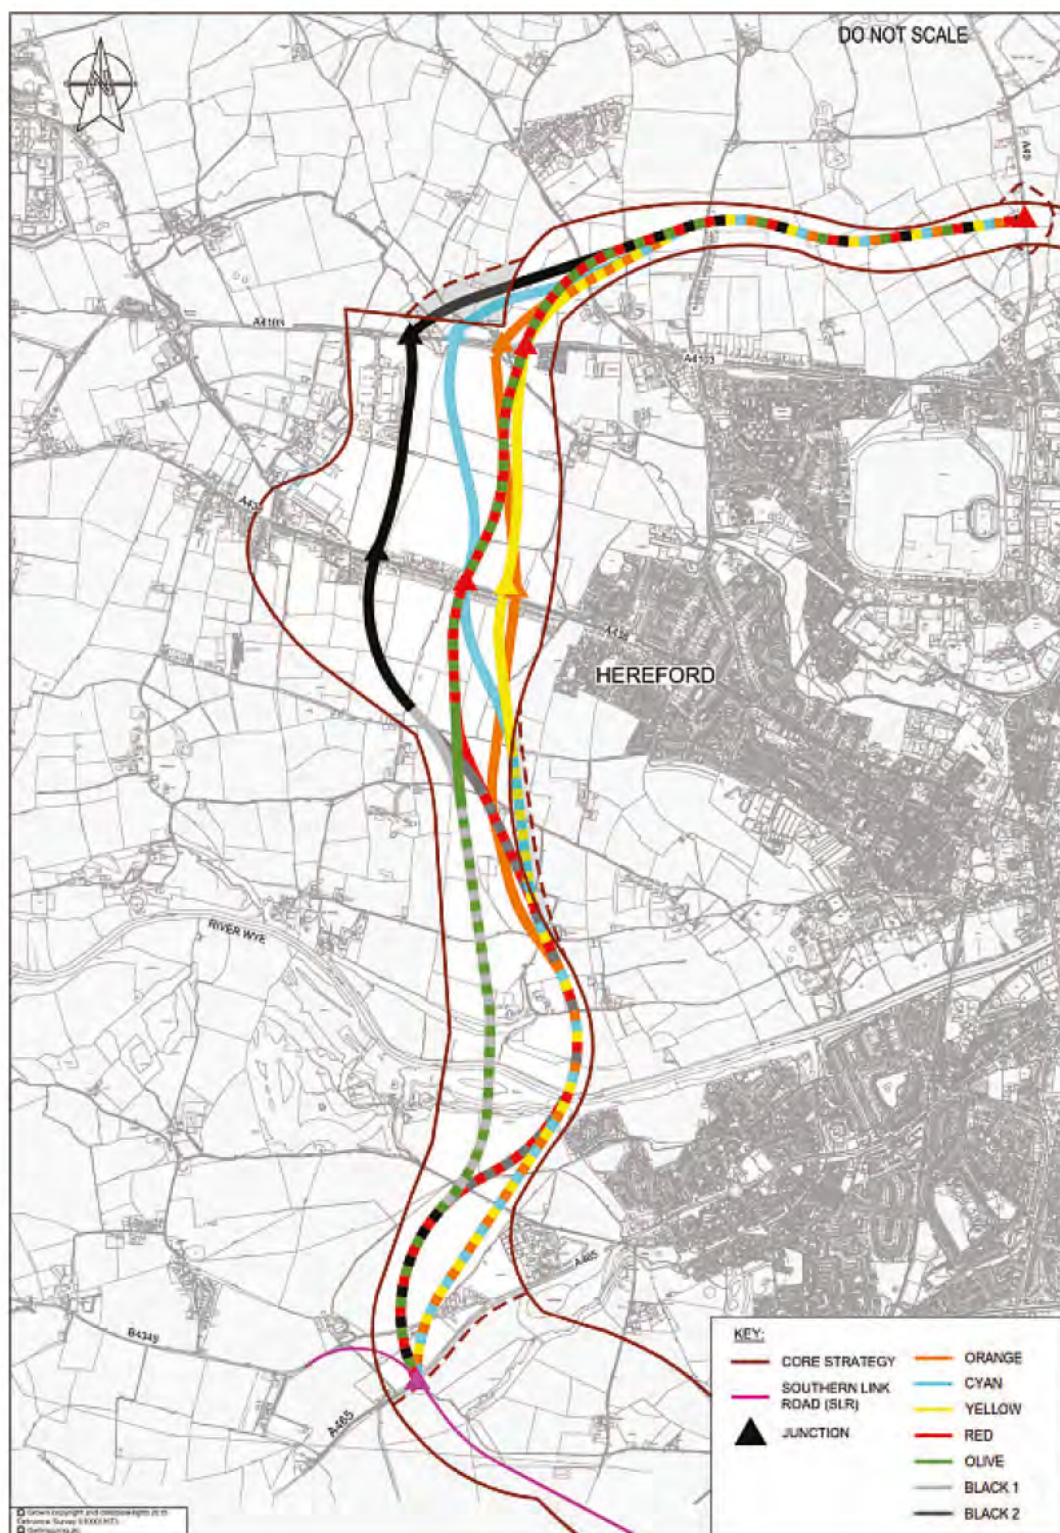 DO NOT SCALE
N
A49
A4103
A4103
A438
HEREFORD
RIVER WYE
A465
B4349
A465
KEY:
CORE STRATEGY
SOUTHERN LINK
ROAD (SLR)
JUNCTION
ORANGE
CYAN
YELLOW
RED
OLIVE
BLACK 1
BLACK 2